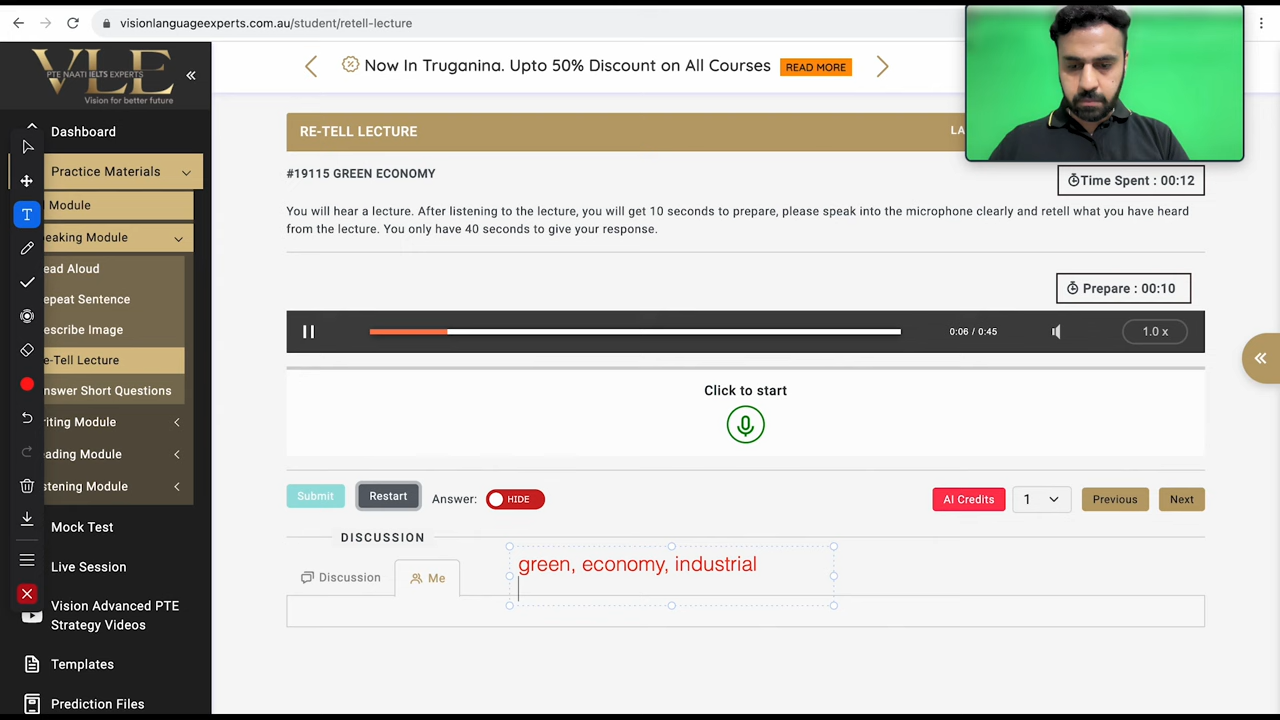 visionlanguageexperts.com.au/student/retell-lecture
VLE
PTE NAATI IELTS EXPERTS
Vision for better future
Now In Truganina. Upto 50% Discount on All Courses
READ MORE
Dashboard
Practice Materials
Module
eaking Module
ead Aloud
epeat Sentence
escribe Image
e-Tell Lecture
nswer Short Questions
riting Module
eading Module
stening Module
Mock Test
Live Session
Vision Advanced PTE
Strategy Videos
Templates
Prediction Files
RE-TELL LECTURE
LA
#19115 GREEN ECONOMY
Time Spent : 00:12
You will hear a lecture. After listening to the lecture, you will get 10 seconds to prepare, please speak into the microphone clearly and retell what you have heard
from the lecture. You only have 40 seconds to give your response.
Prepare : 00:10
0:06 / 0:45
1.0 x
Click to start
Submit
Restart
Answer:
HIDE
AI Credits
1
Previous
Next
DISCUSSION
Discussion
Me
green, economy, industrial